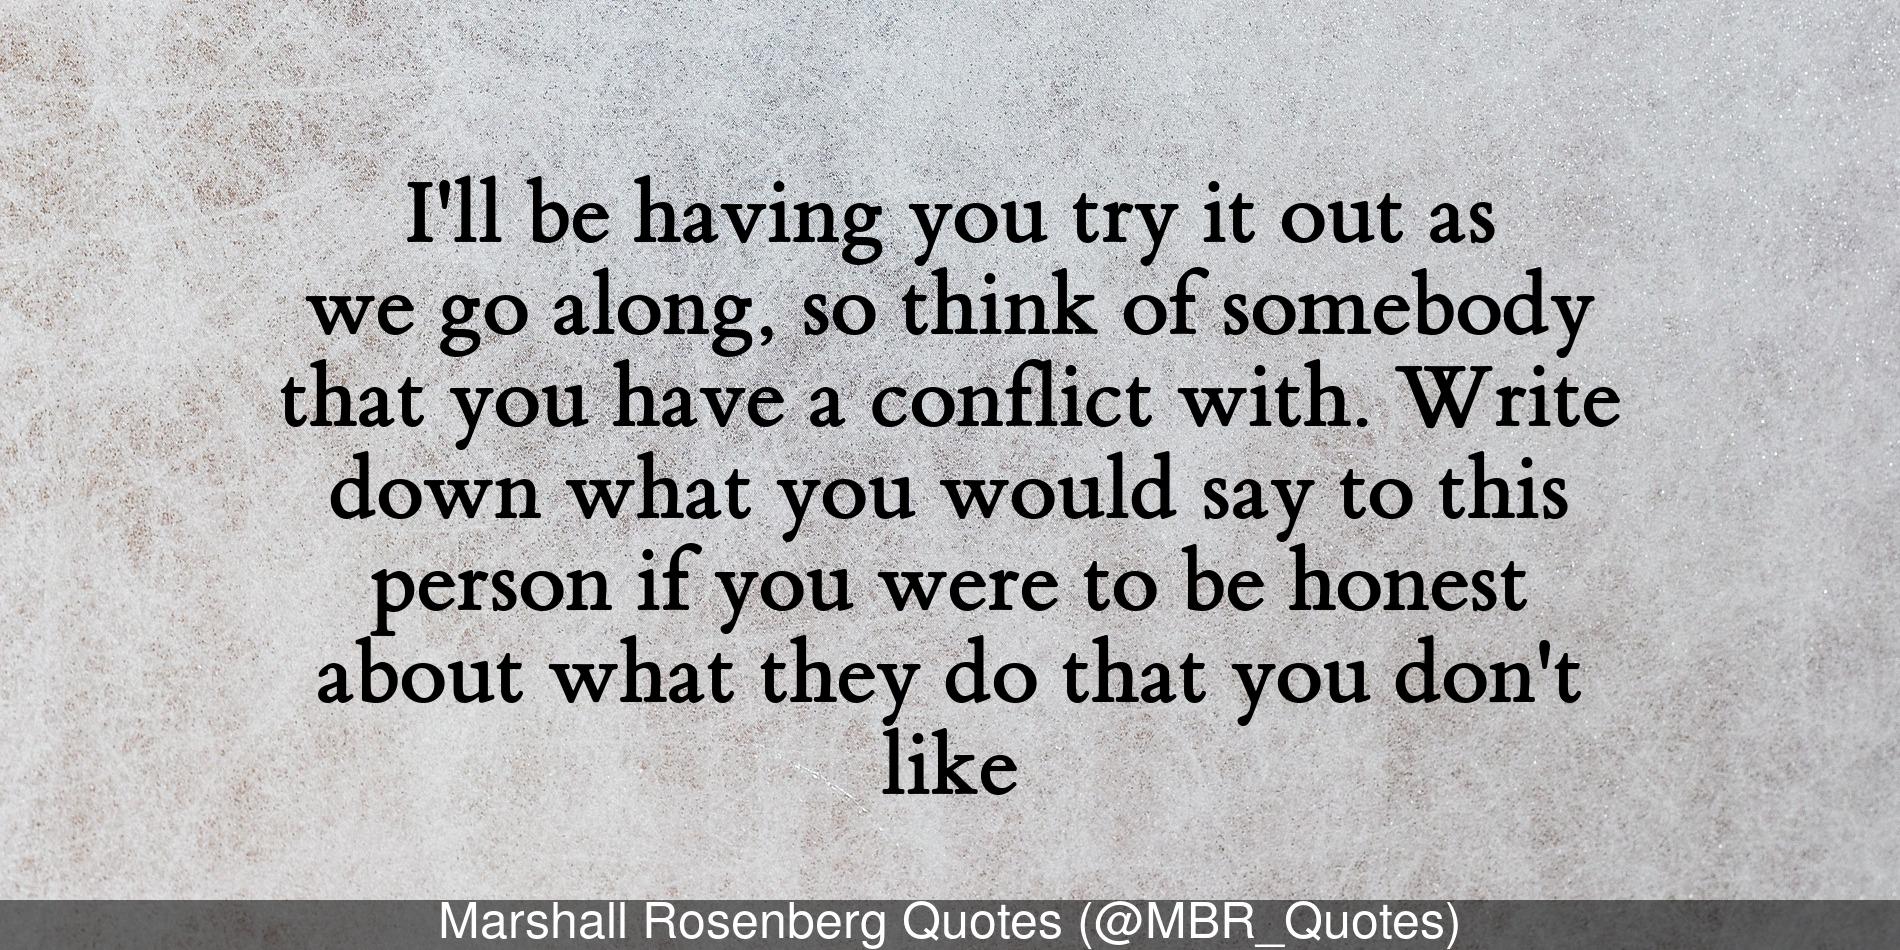 I'll be having you try it out as
we go along, so think of somebody
that you have a conflict with. Write
down what you would say to this
person if you were to be honest
about what they do that you don't
like
Marshall Rosenberg Quotes (@MBR_Quotes)